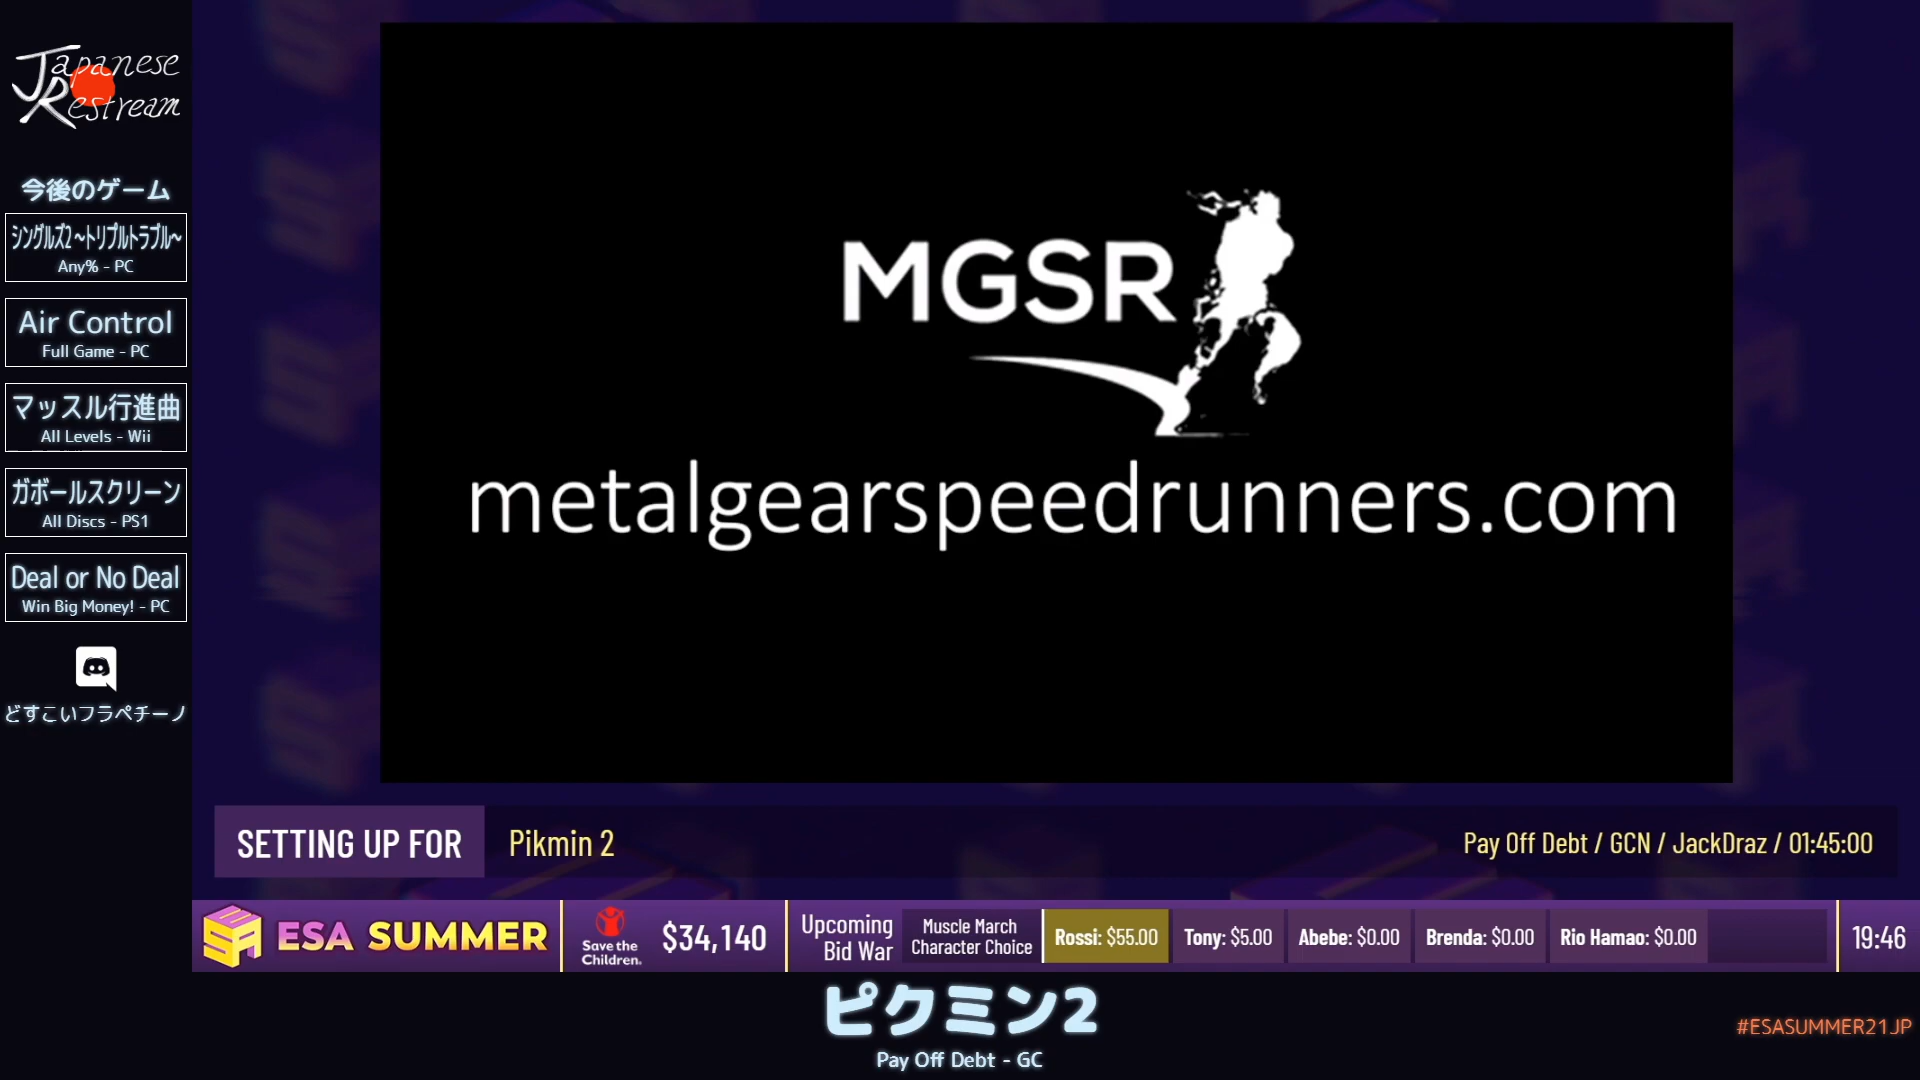 Japanese
Restream
今後のゲーム
シングルズ2～トリプルトラブル～
Any% - PC
Air Control
Full Game - PC
マッスル行進曲
All Levels - Wii
ガボールスクリーン
All Discs - PS1
Deal or No Deal
Win Big Money! - PC
どすこいフラペチーノ
MGSR
metalgearspeedrunners.com
SETTING UP FOR
Pikmin 2
Pay Off Debt / GCN / JackDraz / 01:45:00
ESA SUMMER
Save the
Children.
$34,140
Upcoming
Bid War
Muscle March
Character Choice
Rossi: $55.00
Tony: $5.00
Abebe: $0.00
Brenda: $0.00
Rio Hamao: $0.00
19:46
ピクミン2
Pay Off Debt - GC
#ESASUMMER21JP